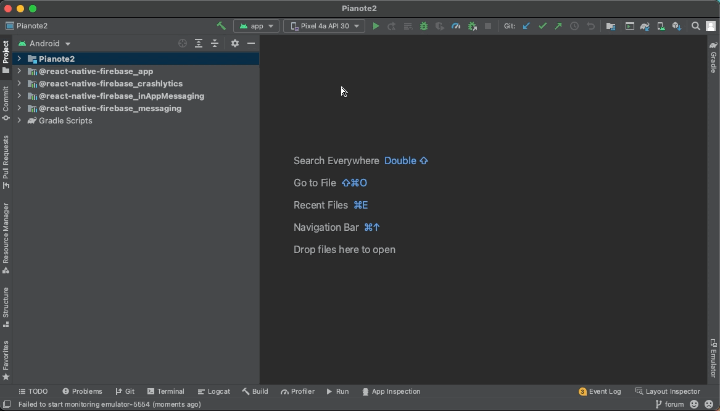 Pianote2
Pianote2
app
Pixel 4a API 30
Git:
Project
Android
Pianote2
@react-native-firebase_app
@react-native-firebase_crashlytics
@react-native-firebase_inAppMessaging
@react-native-firebase_messaging
Gradle Scripts
Commit
Pull Requests
Resource Manager
Structure
Favorites
Gradle
Emulator
Search Everywhere Double ⇧
Go to File ⇧⌘O
Recent Files ⌘E
Navigation Bar ⌘↑
Drop files here to open
TODO Problems Git Terminal Logcat Build Profiler Run App Inspection 3 Event Log Layout Inspector
Failed to start monitoring emulator-5554 (moments ago) forum